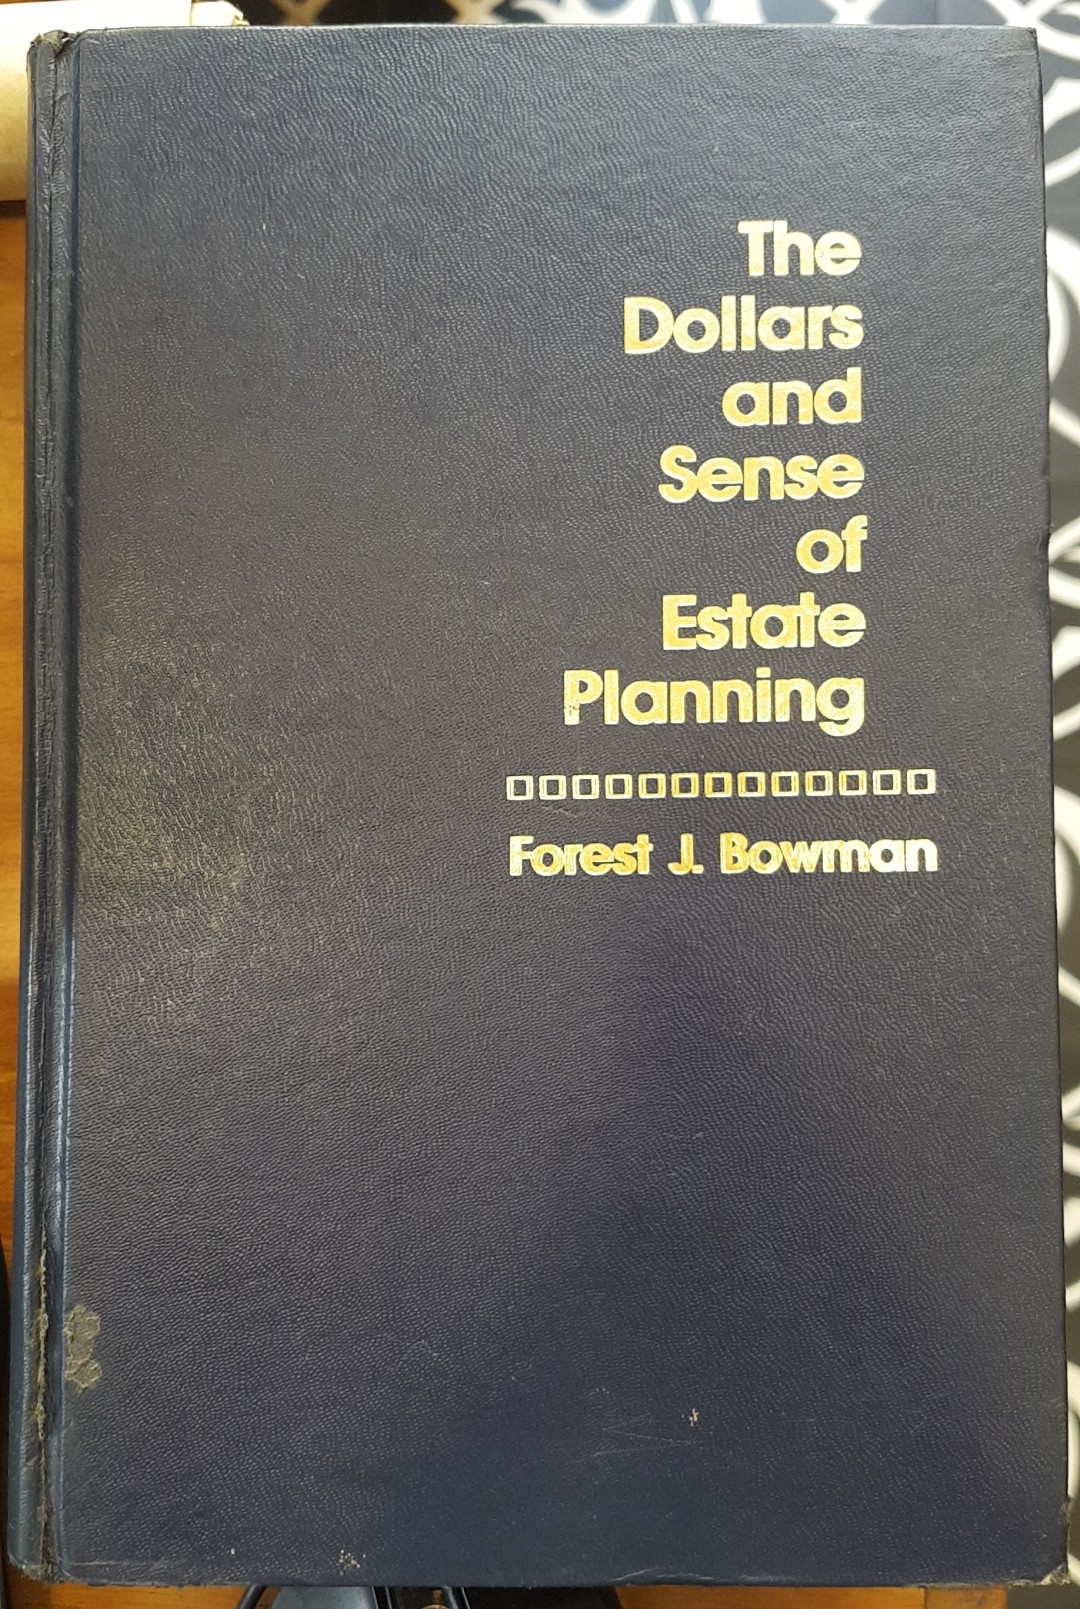 The
Dollars
and
Sense
of
Estate
Planning
Forest J. Bowman